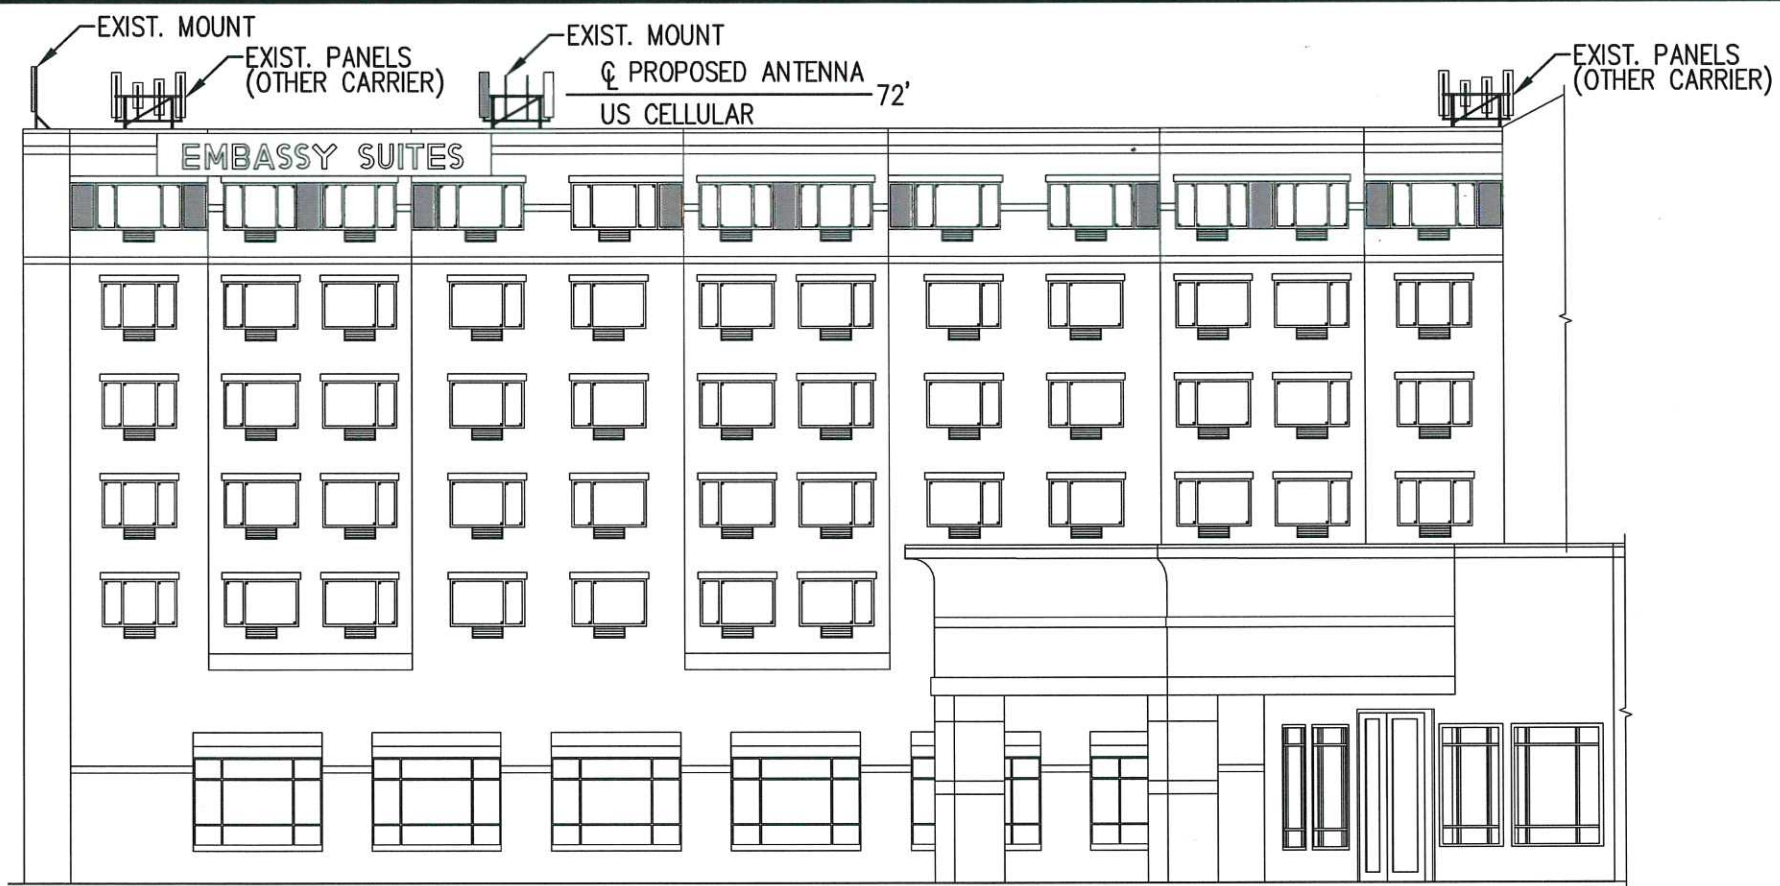 EXIST. MOUNT
EXIST. PANELS
(OTHER CARRIER)
EXIST. MOUNT
℄ PROPOSED ANTENNA
72'
US CELLULAR
EXIST. PANELS
(OTHER CARRIER)
EMBASSY SUITES